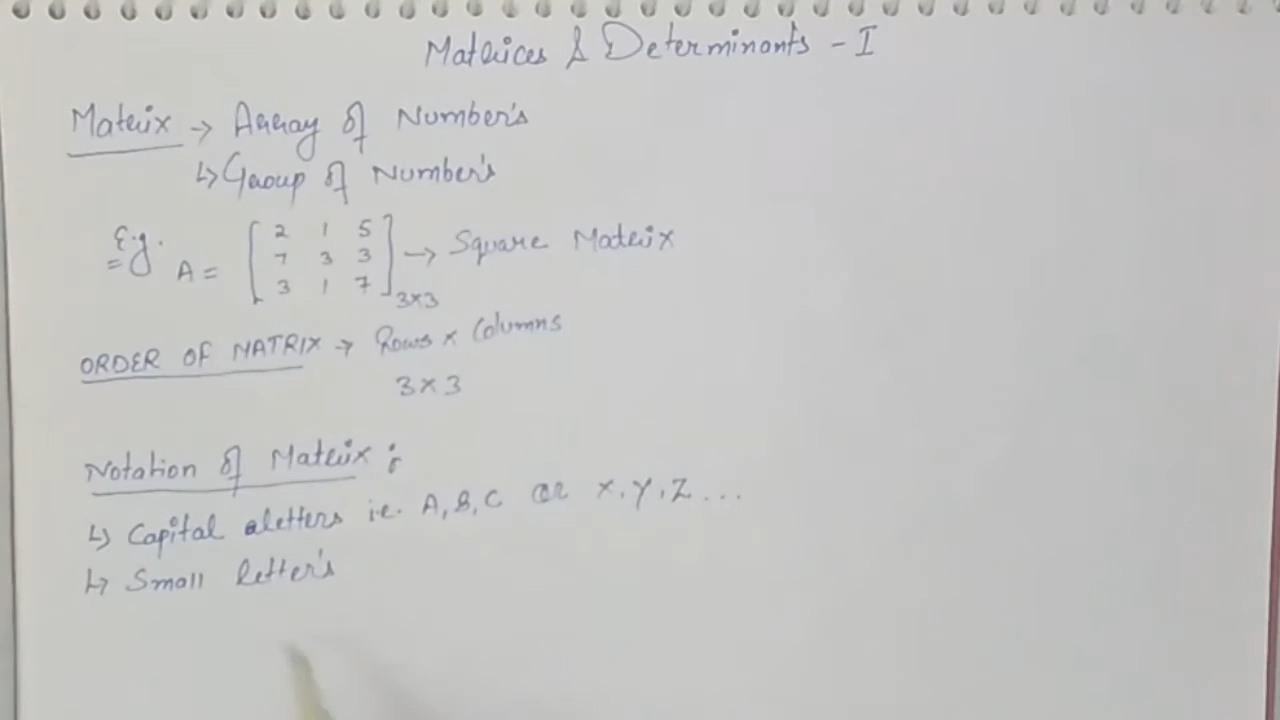 Matrices & Determinants - I
Matrix → Array of Number's
↳ Group of Number's
E.g. A = [ 2 1 5
7 3 3
3 1 7 ] 3×3 → Square Matrix
ORDER OF MATRIX → Rows × Columns
3×3
Notation of Matrix :
↳ Capital letters i.e. A, B, C or X, Y, Z ...
↳ Small letter's